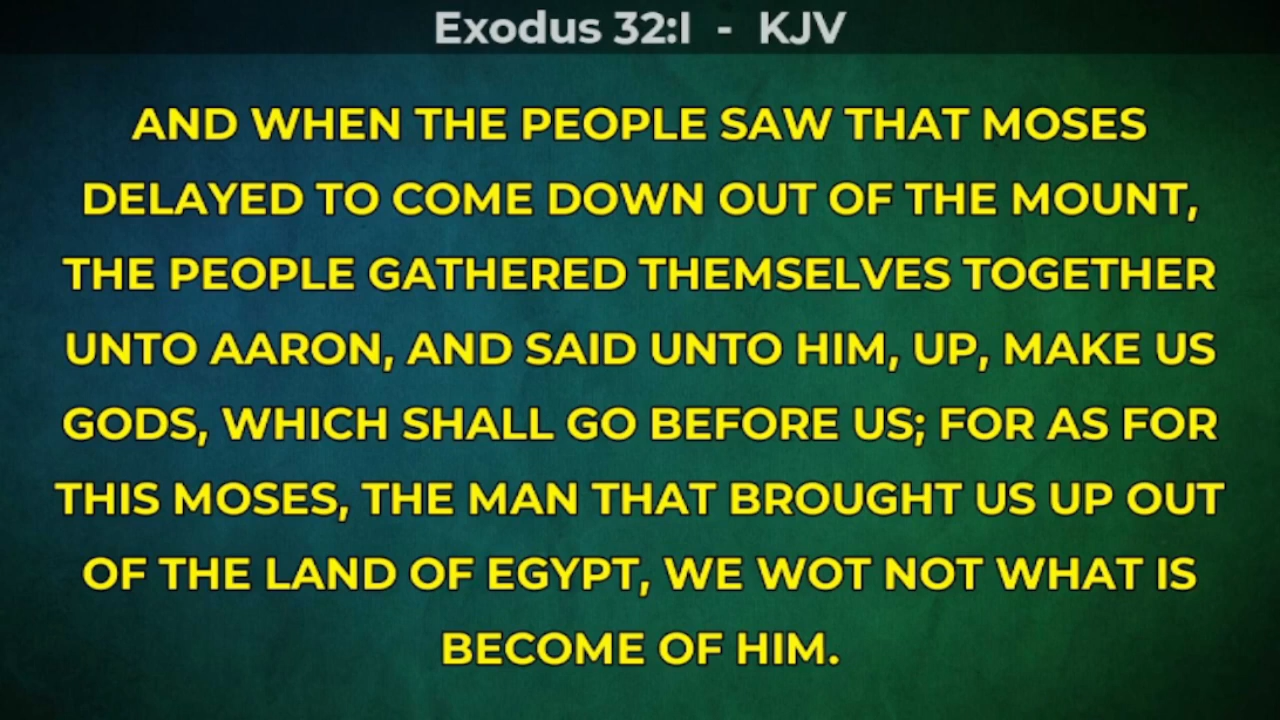 Exodus 32:1 - KJV
AND WHEN THE PEOPLE SAW THAT MOSES
DELAYED TO COME DOWN OUT OF THE MOUNT,
THE PEOPLE GATHERED THEMSELVES TOGETHER
UNTO AARON, AND SAID UNTO HIM, UP, MAKE US
GODS, WHICH SHALL GO BEFORE US; FOR AS FOR
THIS MOSES, THE MAN THAT BROUGHT US UP OUT
OF THE LAND OF EGYPT, WE WOT NOT WHAT IS
BECOME OF HIM.